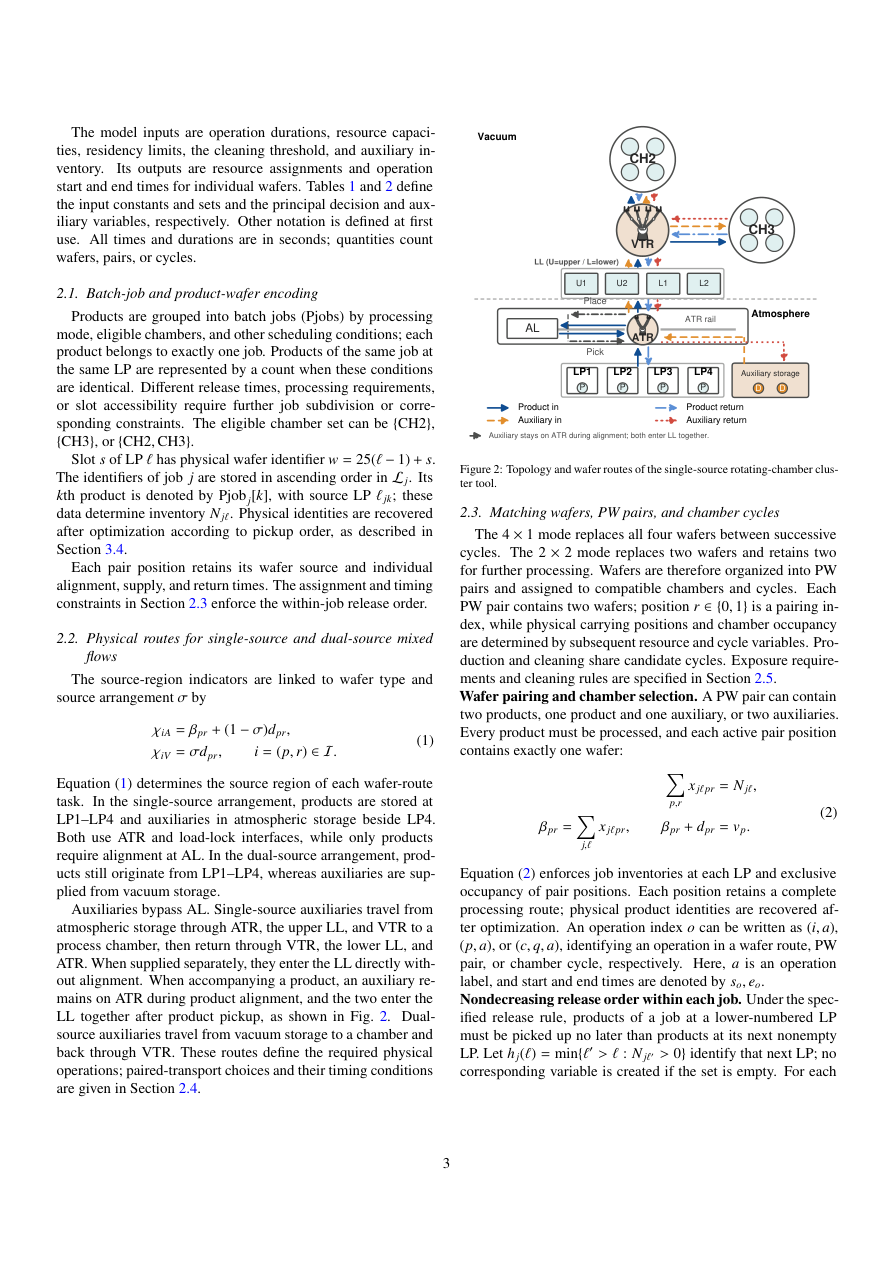 The model inputs are operation durations, resource capaci-
ties, residency limits, the cleaning threshold, and auxiliary in-
ventory. Its outputs are resource assignments and operation
start and end times for individual wafers. Tables 1 and 2 define
the input constants and sets and the principal decision and aux-
iliary variables, respectively. Other notation is defined at first
use. All times and durations are in seconds; quantities count
wafers, pairs, or cycles.
2.1. Batch-job and product-wafer encoding
Products are grouped into batch jobs (Pjobs) by processing
mode, eligible chambers, and other scheduling conditions; each
product belongs to exactly one job. Products of the same job at
the same LP are represented by a count when these conditions
are identical. Different release times, processing requirements,
or slot accessibility require further job subdivision or corre-
sponding constraints. The eligible chamber set can be {CH2},
{CH3}, or {CH2, CH3}.
Slot s of LP ℓ has physical wafer identifier w = 25(ℓ − 1) + s.
The identifiers of job j are stored in ascending order in ℒj. Its
kth product is denoted by Pjobj[k], with source LP ℓjk; these
data determine inventory Njℓ. Physical identities are recovered
after optimization according to pickup order, as described in
Section 3.4.
Each pair position retains its wafer source and individual
alignment, supply, and return times. The assignment and timing
constraints in Section 2.3 enforce the within-job release order.
2.2. Physical routes for single-source and dual-source mixed
flows
The source-region indicators are linked to wafer type and
source arrangement σ by
χiA = βpr + (1 − σ)dpr,
χiV = σdpr, i = (p, r) ∈ I.
(1)
Equation (1) determines the source region of each wafer-route
task. In the single-source arrangement, products are stored at
LP1–LP4 and auxiliaries in atmospheric storage beside LP4.
Both use ATR and load-lock interfaces, while only products
require alignment at AL. In the dual-source arrangement, prod-
ucts still originate from LP1–LP4, whereas auxiliaries are sup-
plied from vacuum storage.
Auxiliaries bypass AL. Single-source auxiliaries travel from
atmospheric storage through ATR, the upper LL, and VTR to a
process chamber, then return through VTR, the lower LL, and
ATR. When supplied separately, they enter the LL directly with-
out alignment. When accompanying a product, an auxiliary re-
mains on ATR during product alignment, and the two enter the
LL together after product pickup, as shown in Fig. 2. Dual-
source auxiliaries travel from vacuum storage to a chamber and
back through VTR. These routes define the required physical
operations; paired-transport choices and their timing conditions
are given in Section 2.4.
Vacuum
CH2
CH3
VTR
LL (U=upper / L=lower)
U1 U2 L1 L2
Place
Atmosphere
AL
ATR rail
ATR
Pick
LP1 LP2 LP3 LP4
P P P P
Auxiliary storage
D D
Product in
Product return
Auxiliary in
Auxiliary return
Auxiliary stays on ATR during alignment; both enter LL together.
Figure 2: Topology and wafer routes of the single-source rotating-chamber clus-
ter tool.
2.3. Matching wafers, PW pairs, and chamber cycles
The 4 × 1 mode replaces all four wafers between successive
cycles. The 2 × 2 mode replaces two wafers and retains two
for further processing. Wafers are therefore organized into PW
pairs and assigned to compatible chambers and cycles. Each
PW pair contains two wafers; position r ∈ {0, 1} is a pairing in-
dex, while physical carrying positions and chamber occupancy
are determined by subsequent resource and cycle variables. Pro-
duction and cleaning share candidate cycles. Exposure require-
ments and cleaning rules are specified in Section 2.5.
Wafer pairing and chamber selection. A PW pair can contain
two products, one product and one auxiliary, or two auxiliaries.
Every product must be processed, and each active pair position
contains exactly one wafer:
∑p,r xjℓpr = Njℓ,
βpr = ∑j,ℓ xjℓpr, βpr + dpr = νp.
(2)
Equation (2) enforces job inventories at each LP and exclusive
occupancy of pair positions. Each position retains a complete
processing route; physical product identities are recovered af-
ter optimization. An operation index o can be written as (i, a),
(p, a), or (c, q, a), identifying an operation in a wafer route, PW
pair, or chamber cycle, respectively. Here, a is an operation
label, and start and end times are denoted by so, eo.
Nondecreasing release order within each job. Under the spec-
ified release rule, products of a job at a lower-numbered LP
must be picked up no later than products at its next nonempty
LP. Let hj(ℓ) = min{ℓ′ > ℓ : Njℓ′ > 0} identify that next LP; no
corresponding variable is created if the set is empty. For each
3